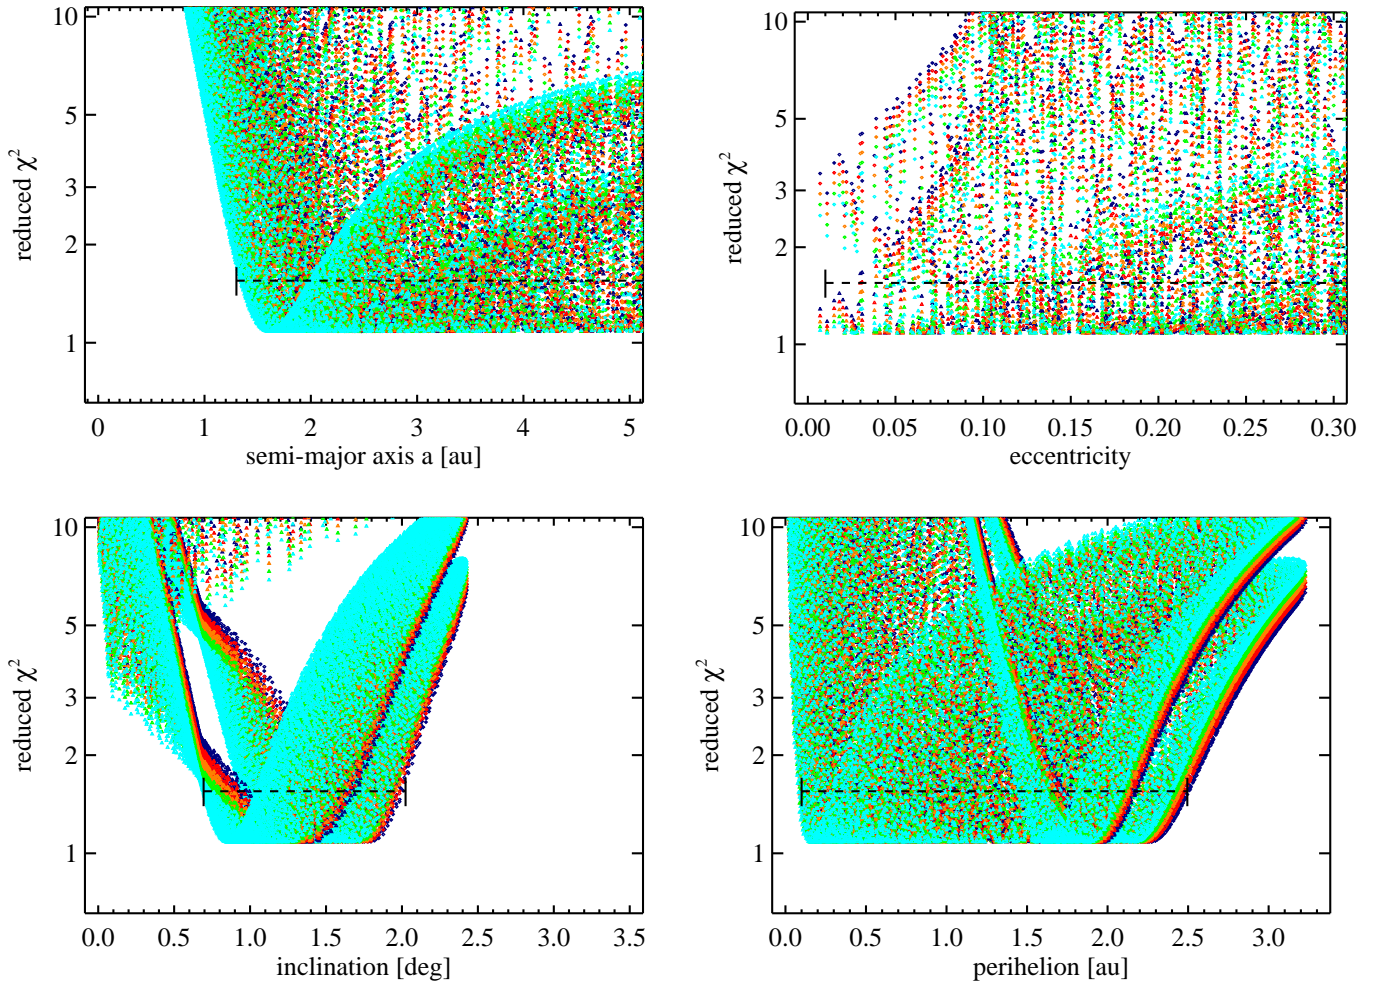 10
5
3
2
1
reduced χ²
0 1 2 3 4 5
semi-major axis a [au]
10
5
3
2
1
reduced χ²
0.00 0.05 0.10 0.15 0.20 0.25 0.30
eccentricity
10
5
3
2
1
reduced χ²
0.0 0.5 1.0 1.5 2.0 2.5 3.0 3.5
inclination [deg]
10
5
3
2
1
reduced χ²
0.0 0.5 1.0 1.5 2.0 2.5 3.0
perihelion [au]